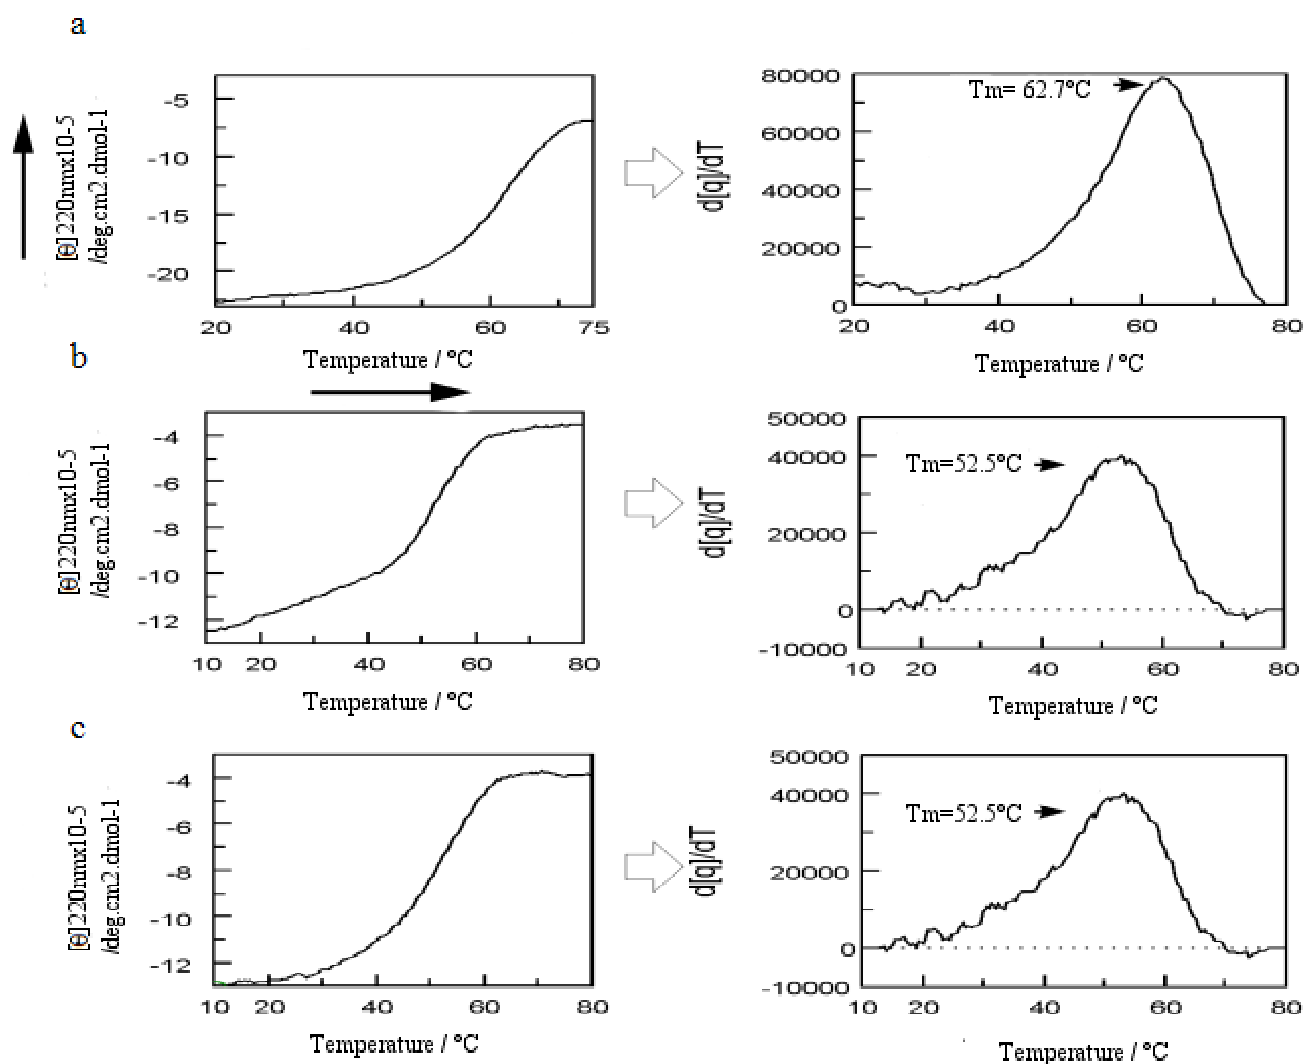 a
[θ]220nmx10-5
/deg.cm2.dmol-1
-5
-10
-15
-20
20 40 60 75
Temperature / °C
d[q]/dT
80000
60000
40000
20000
0
Tm= 62.7°C
20 40 60 80
Temperature / °C
b
[θ]220nmx10-5
/deg.cm2.dmol-1
-4
-6
-8
-10
-12
10 20 40 60 80
Temperature / °C
d[q]/dT
50000
40000
20000
0
-10000
Tm=52.5°C
10 20 40 60 80
Temperature / °C
c
[θ]220nmx10-5
/deg.cm2.dmol-1
-4
-6
-8
-10
-12
10 20 40 60 80
Temperature / °C
d[q]/dT
50000
40000
20000
0
-10000
Tm=52.5°C
10 20 40 60 80
Temperature / °C